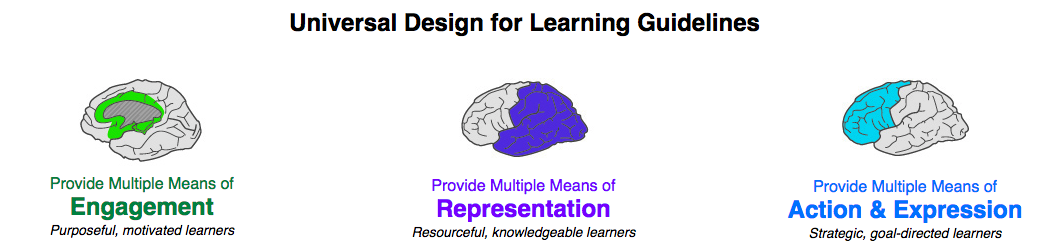 Universal Design for Learning Guidelines
Provide Multiple Means of
Engagement
Purposeful, motivated learners
Provide Multiple Means of
Representation
Resourceful, knowledgeable learners
Provide Multiple Means of
Action & Expression
Strategic, goal-directed learners